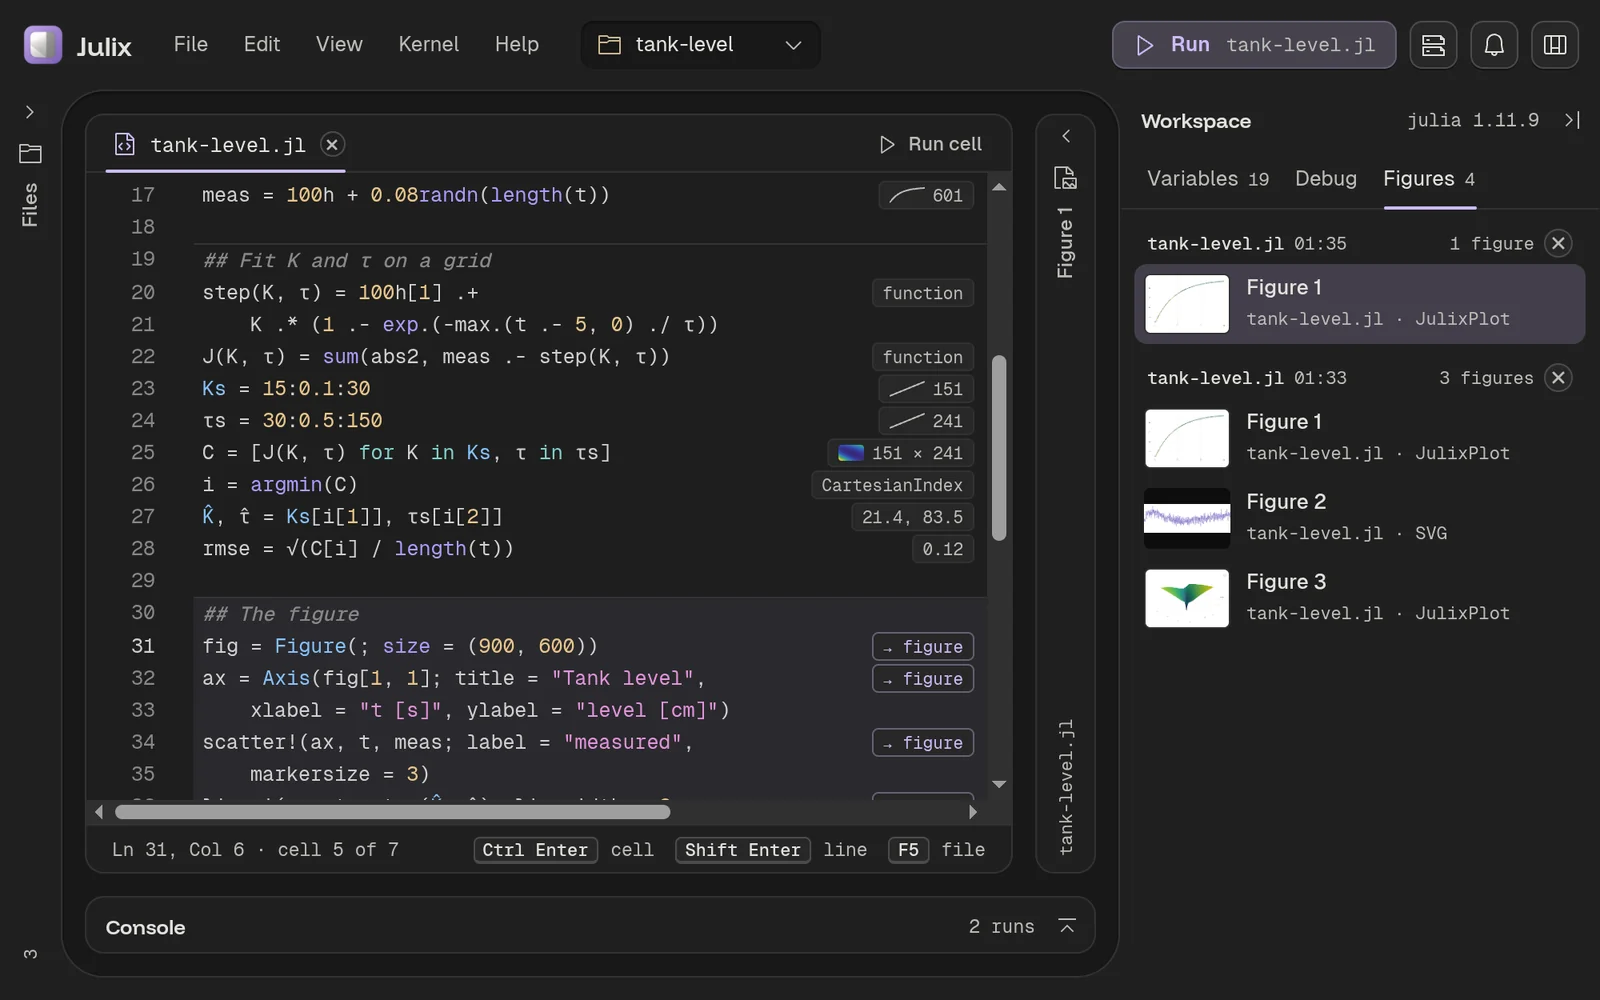 Julix
File
Edit
View
Kernel
Help
tank-level
Run tank-level.jl
Files
3
tank-level.jl
Run cell
17 meas = 100h + 0.08randn(length(t)) 601
18
19 ## Fit K and τ on a grid
20 step(K, τ) = 100h[1] .+ function
21 K .* (1 .- exp.(-max.(t .- 5, 0) ./ τ))
22 J(K, τ) = sum(abs2, meas .- step(K, τ)) function
23 Ks = 15:0.1:30 151
24 τs = 30:0.5:150 241
25 C = [J(K, τ) for K in Ks, τ in τs] 151 × 241
26 i = argmin(C) CartesianIndex
27 K̂, τ̂ = Ks[i[1]], τs[i[2]] 21.4, 83.5
28 rmse = √(C[i] / length(t)) 0.12
29
30 ## The figure
31 fig = Figure(; size = (900, 600)) → figure
32 ax = Axis(fig[1, 1]; title = "Tank level", → figure
33 xlabel = "t [s]", ylabel = "level [cm]")
34 scatter!(ax, t, meas; label = "measured", → figure
35 markersize = 3)
Ln 31, Col 6 · cell 5 of 7
Ctrl Enter cell
Shift Enter line
F5 file
Figure 1
tank-level.jl
Console
2 runs
Workspace
julia 1.11.9
Variables 19
Debug
Figures 4
tank-level.jl 01:35 1 figure
Figure 1
tank-level.jl · JulixPlot
tank-level.jl 01:33 3 figures
Figure 1
tank-level.jl · JulixPlot
Figure 2
tank-level.jl · SVG
Figure 3
tank-level.jl · JulixPlot